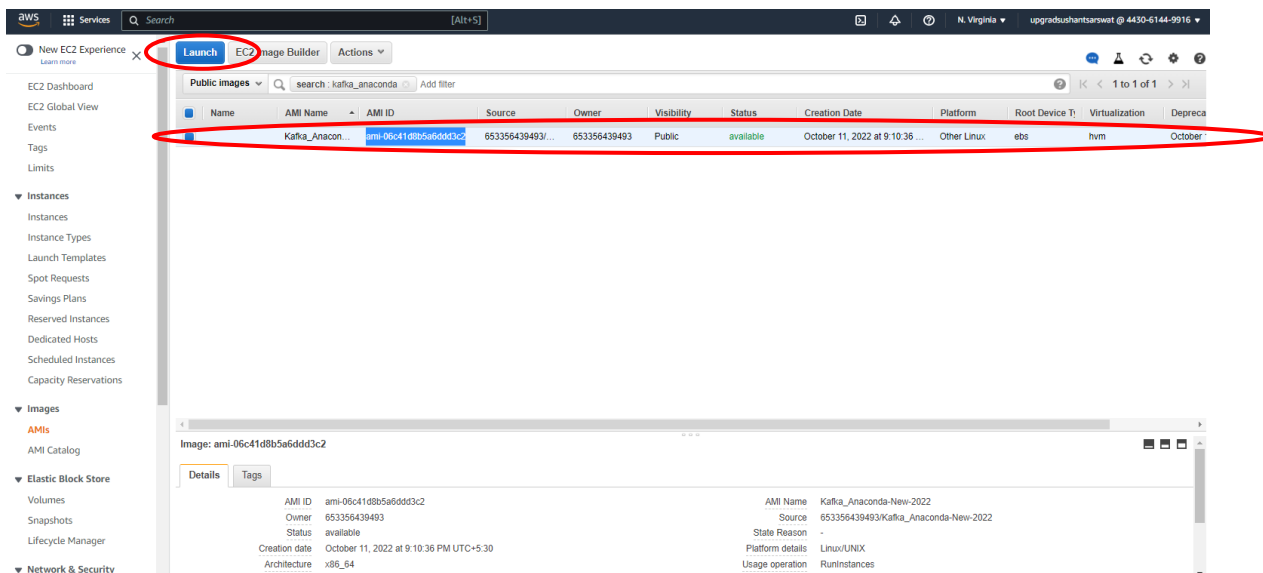 aws Services Search [Alt+S] N. Virginia upgradsushantsarswat @ 4430-6144-9916
New EC2 Experience
Learn more
EC2 Dashboard
EC2 Global View
Events
Tags
Limits
Instances
Instances
Instance Types
Launch Templates
Spot Requests
Savings Plans
Reserved Instances
Dedicated Hosts
Scheduled Instances
Capacity Reservations
Images
AMIs
AMI Catalog
Elastic Block Store
Volumes
Snapshots
Lifecycle Manager
Network & Security
Launch EC2 Image Builder Actions
Public images search : kafka_anaconda Add filter 1 to 1 of 1
Name AMI Name AMI ID Source Owner Visibility Status Creation Date Platform Root Device Ty Virtualization Depreca
Kafka_Anacon... ami-06c41d8b5a6ddd3c2 653356439493/... 653356439493 Public available October 11, 2022 at 9:10:36 ... Other Linux ebs hvm October
Image: ami-06c41d8b5a6ddd3c2
Details Tags
AMI ID ami-06c41d8b5a6ddd3c2 AMI Name Kafka_Anaconda-New-2022
Owner 653356439493 Source 653356439493/Kafka_Anaconda-New-2022
Status available State Reason -
Creation date October 11, 2022 at 9:10:36 PM UTC+5:30 Platform details Linux/UNIX
Architecture x86_64 Usage operation RunInstances